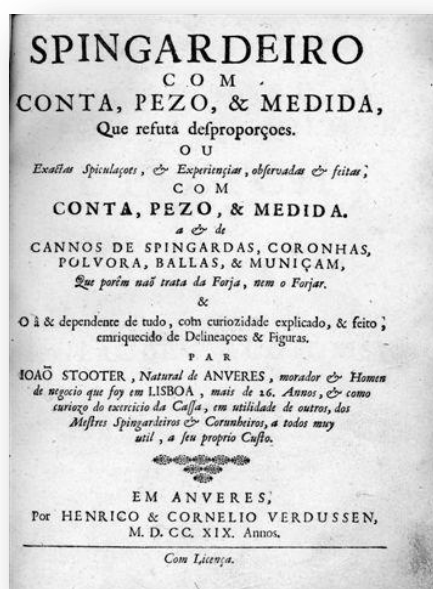 SPINGARDEIRO
COM
CONTA, PEZO, & MEDIDA,
Que refuta deſproporçoes.
OU
Exactas Spiculaçoes, & Experiençias, obſervadas & feitas;
COM
CONTA, PEZO, & MEDIDA.
a & de
CANNOS DE SPINGARDAS, CORONHAS,
POLVORA, BALLAS, & MUNIÇAM,
Que porêm naõ trata da Forja, nem o Forjar.
&
O â & dependente de tudo, com curiozidade explicado, & feito;
emriquecido de Delineaçoes & Figuras.
PAR
IOAÕ STOOTER, Natural de ANVERES, morador & Homen
de negocio que foy em LISBOA, mais de 26. Annos, & como
curiozo do exercicio da Caſſa, em utilidade de outros, dos
Meſtres Spingardeiros & Corunheiros, a todos muy
util, a ſeu proprio Cuſto.
EM ANVERES,
Por HENRICO & CORNELIO VERDUSSEN,
M. D. CC. XIX. Annos.
Com Licença.